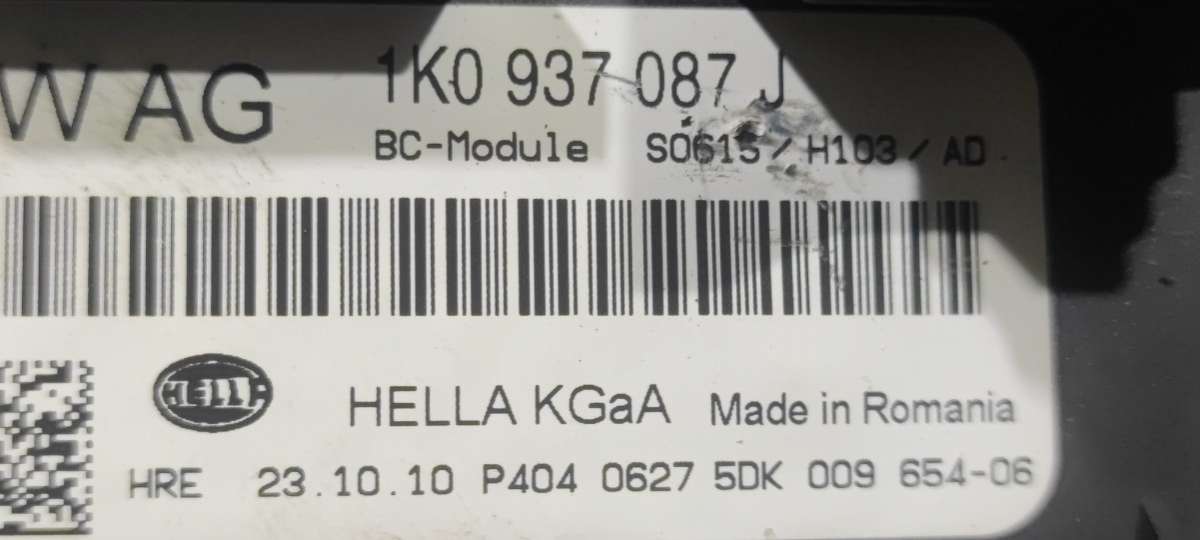 W AG 1K0 937 087 J
BC-Module S0615/H103/AD
HELLA HELLA KGaA Made in Romania
HRE 23.10.10 P404 0627 5DK 009 654-06